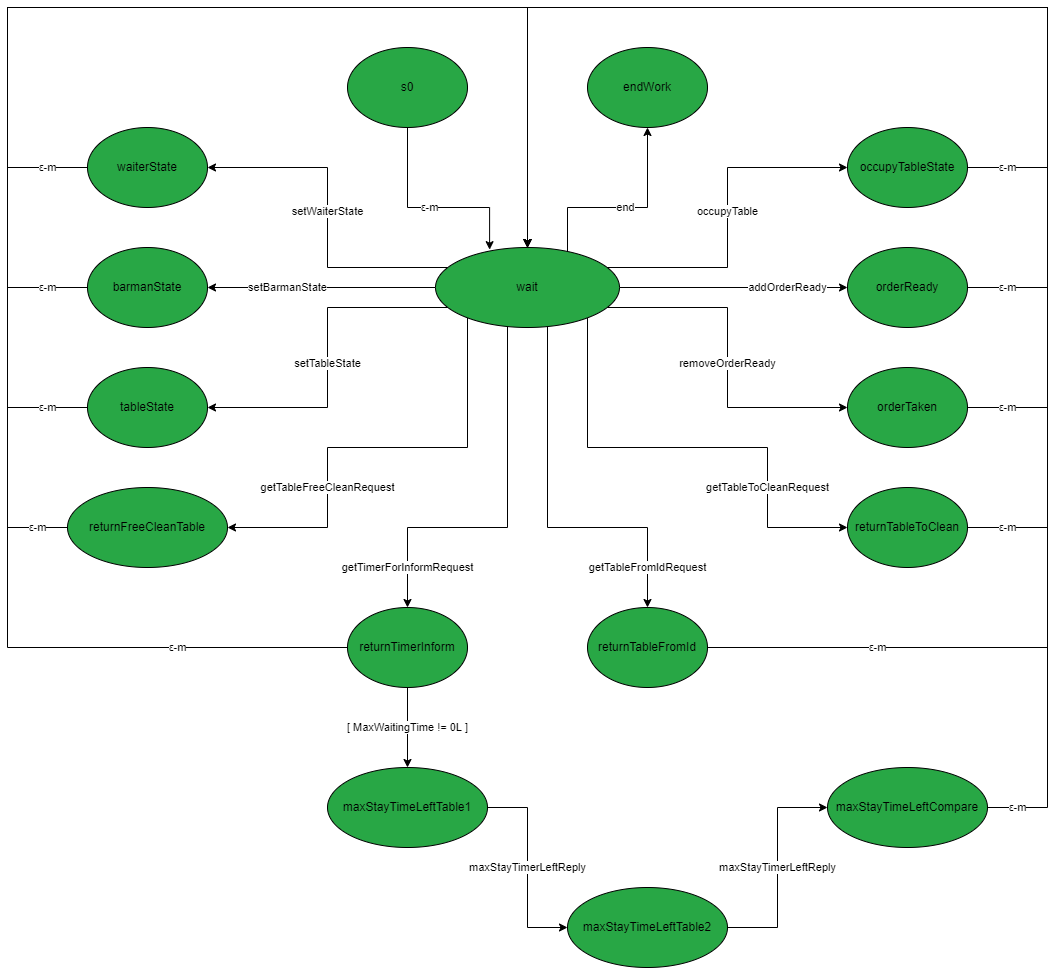 s0
endWork
waiterState
occupyTableState
ε-m
ε-m
setWaiterState
ε-m
end
occupyTable
barmanState
wait
orderReady
ε-m
setBarmanState
addOrderReady
ε-m
setTableState
removeOrderReady
tableState
orderTaken
ε-m
ε-m
getTableFreeCleanRequest
getTableToCleanRequest
returnFreeCleanTable
returnTableToClean
ε-m
ε-m
getTimerForInformRequest
getTableFromIdRequest
returnTimerInform
returnTableFromId
ε-m
ε-m
[ MaxWaitingTime != 0L ]
maxStayTimeLeftTable1
maxStayTimeLeftCompare
ε-m
maxStayTimerLeftReply
maxStayTimerLeftReply
maxStayTimeLeftTable2